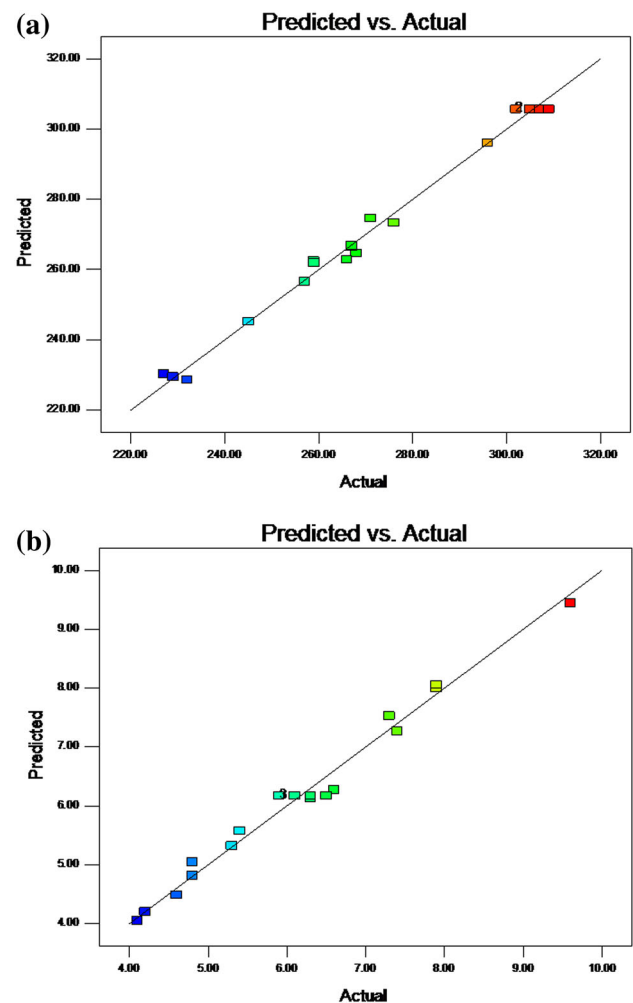 (a)
Predicted vs. Actual
320.00
300.00
280.00
260.00
240.00
220.00
Predicted
2
220.00 240.00 260.00 280.00 300.00 320.00
Actual
(b)
Predicted vs. Actual
10.00
9.00
8.00
7.00
6.00
5.00
4.00
Predicted
3
4.00 5.00 6.00 7.00 8.00 9.00 10.00
Actual